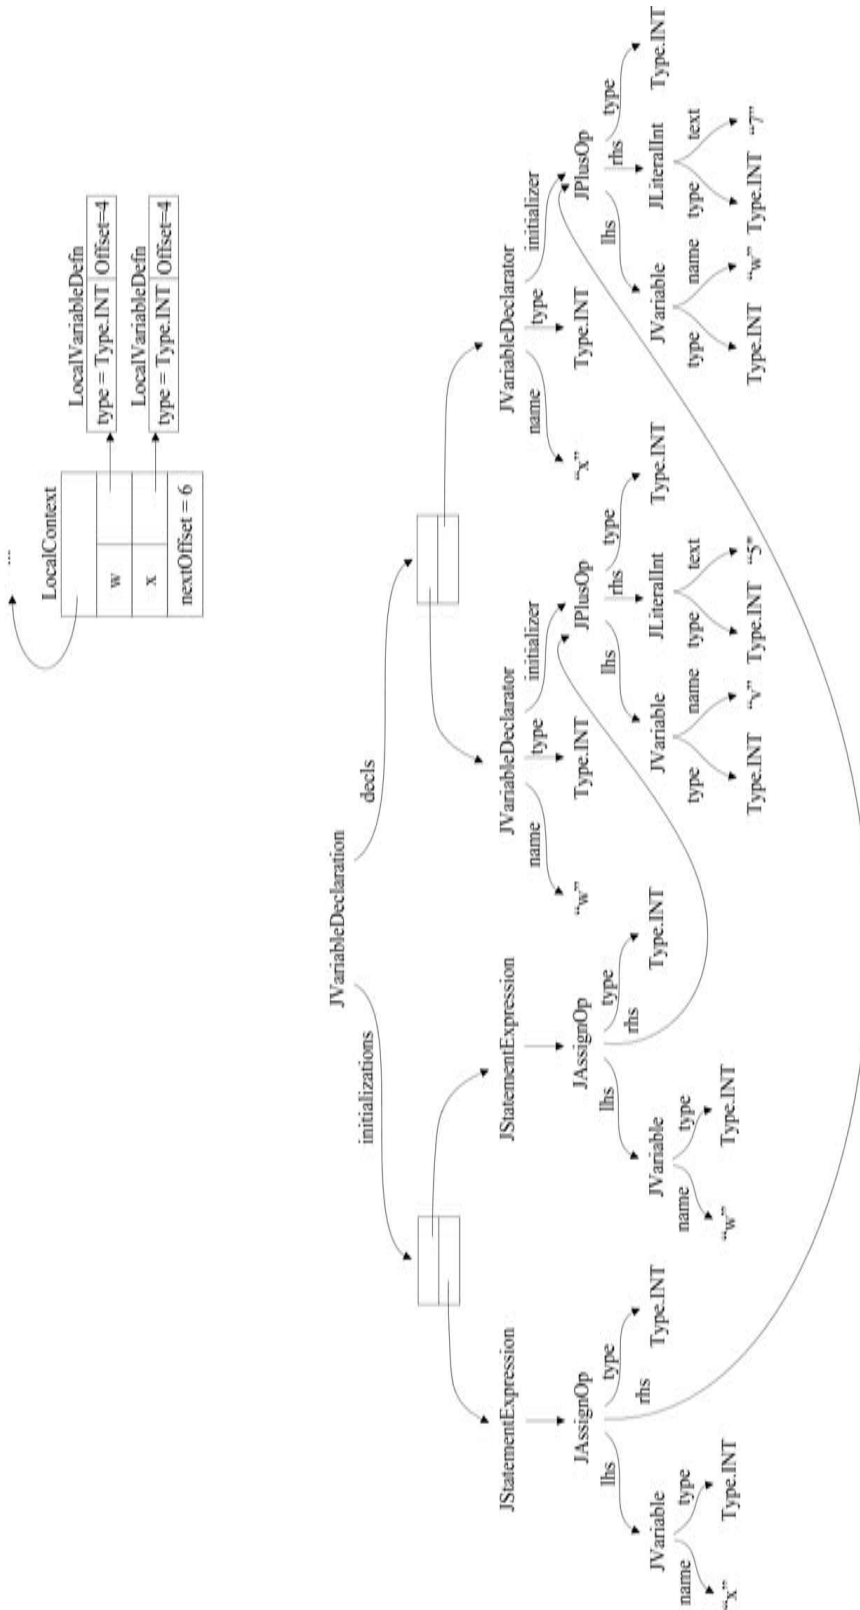 ...
LocalContext
LocalVariableDefn
w
type = Type.INT Offset=4
LocalVariableDefn
x
type = Type.INT Offset=4
nextOffset = 6
JVariableDeclaration
initializations
decls
JStatementExpression
JStatementExpression
JVariableDeclarator
JVariableDeclarator
name
type
initializer
name
type
initializer
JAssignOp
JAssignOp
“w”
Type.INT
JPlusOp
“x”
Type.INT
JPlusOp
lhs
type
rhs
lhs
type
rhs
lhs
rhs
type
lhs
rhs
type
JVariable
Type.INT
JVariable
Type.INT
JVariable
JLiteralInt
Type.INT
JVariable
JLiteralInt
Type.INT
name
type
name
type
type
name
type
text
type
name
type
text
“x”
Type.INT
“w”
Type.INT
Type.INT
“v”
Type.INT
“5”
Type.INT
“w”
Type.INT
“7”